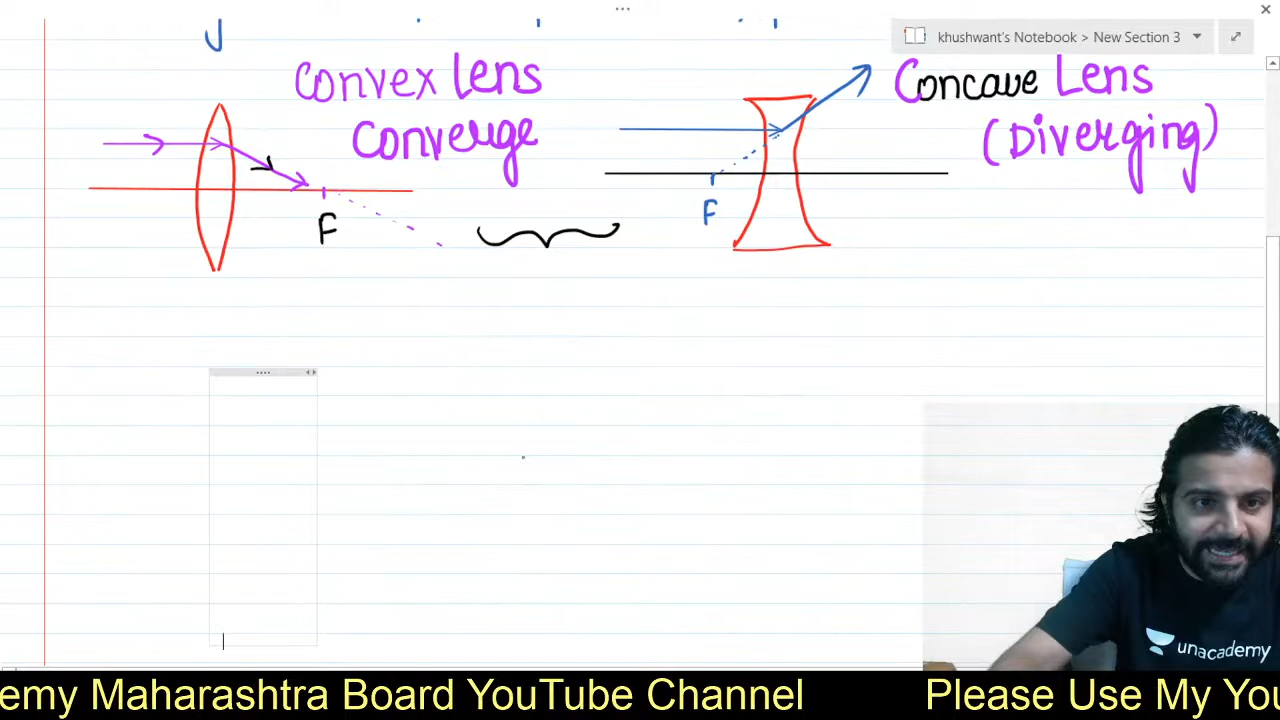 khushwant's Notebook > New Section 3
Convex Lens
Converge
Concave Lens
(Diverging)
F
F
unacademy
emy Maharashtra Board YouTube Channel
Please Use My You